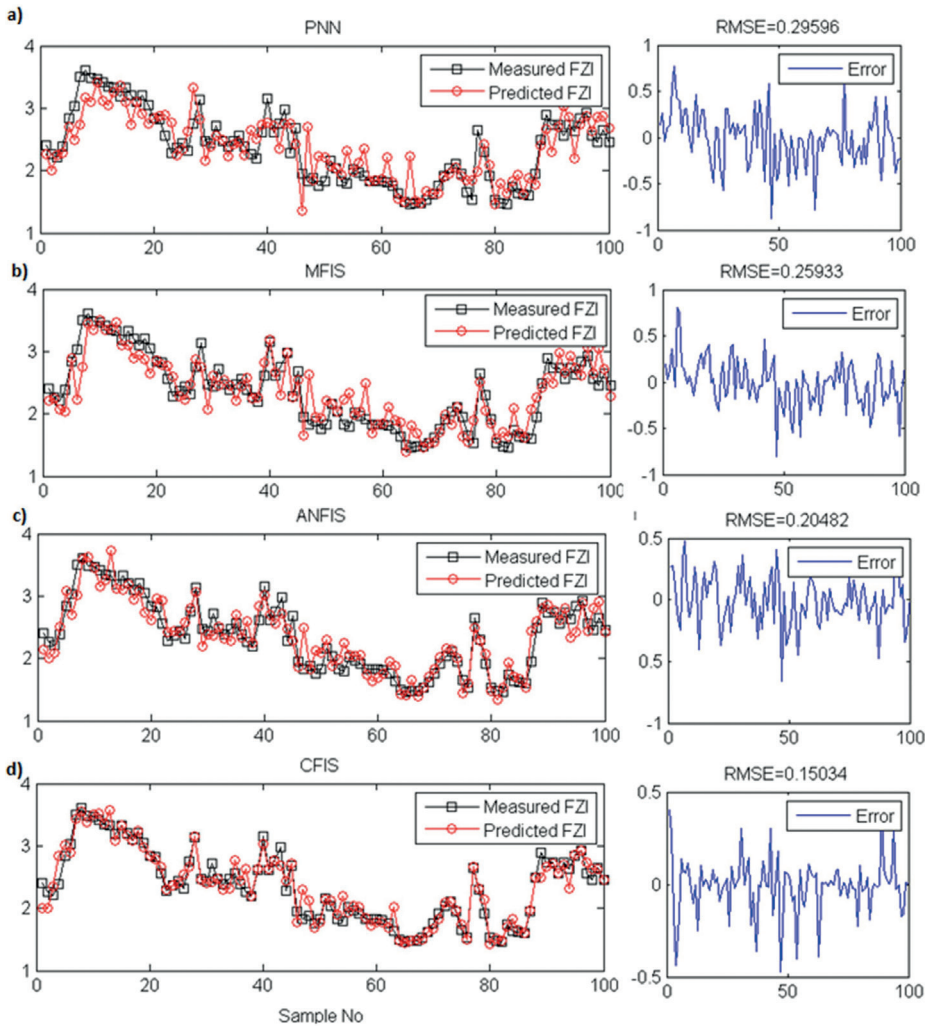 a)
PNN
RMSE=0.29596
4
3
2
1
Measured FZI
Predicted FZI
0
20
40
60
80
100
1
0.5
0
-0.5
-1
Error
0
50
100
b)
MFIS
RMSE=0.25933
4
3
2
1
Measured FZI
Predicted FZI
0
20
40
60
80
100
1
0.5
0
-0.5
-1
Error
0
50
100
c)
ANFIS
RMSE=0.20482
4
3
2
1
Measured FZI
Predicted FZI
0
20
40
60
80
100
0.5
0
0.5
-1
Error
0
50
100
d)
CFIS
RMSE=0.15034
4
3
2
1
Measured FZI
Predicted FZI
0
20
40
60
80
100
Sample No
0.5
0
-0.5
Error
0
50
100